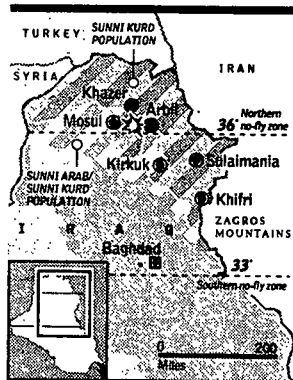 TURKEY
SUNNI KURD
POPULATION
SYRIA
IRAN
Khazer
Arbil
Mosul
36°
Northern
no-fly zone
SUNNI ARAB/
SUNNI KURD
POPULATION
Kirkuk
Sulaimania
Khifri
ZAGROS
MOUNTAINS
I R A Q
Baghdad
33°
Southern no-fly zone
0 200
Miles